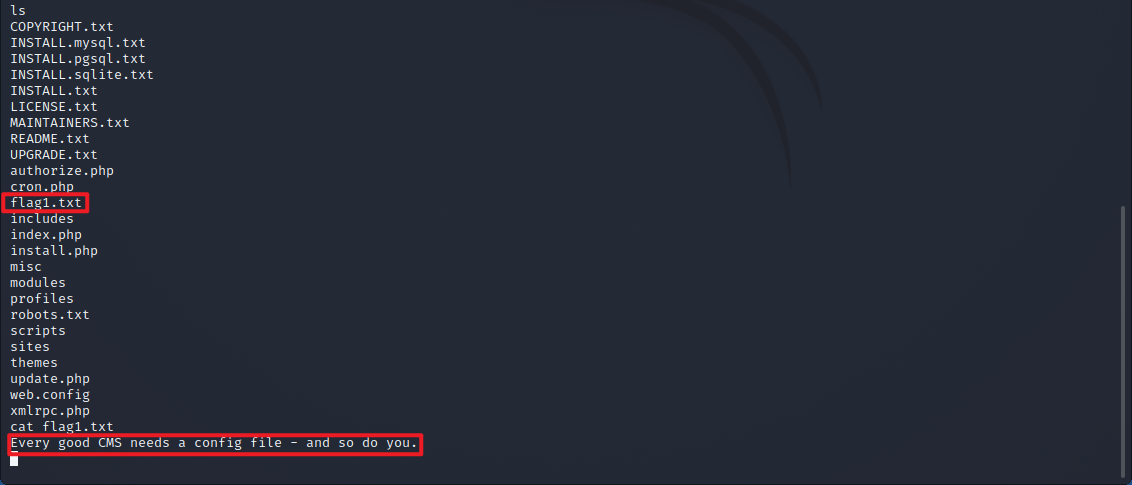 ls
COPYRIGHT.txt
INSTALL.mysql.txt
INSTALL.pgsql.txt
INSTALL.sqlite.txt
INSTALL.txt
LICENSE.txt
MAINTAINERS.txt
README.txt
UPGRADE.txt
authorize.php
cron.php
flag1.txt
includes
index.php
install.php
misc
modules
profiles
robots.txt
scripts
sites
themes
update.php
web.config
xmlrpc.php
cat flag1.txt
Every good CMS needs a config file - and so do you.